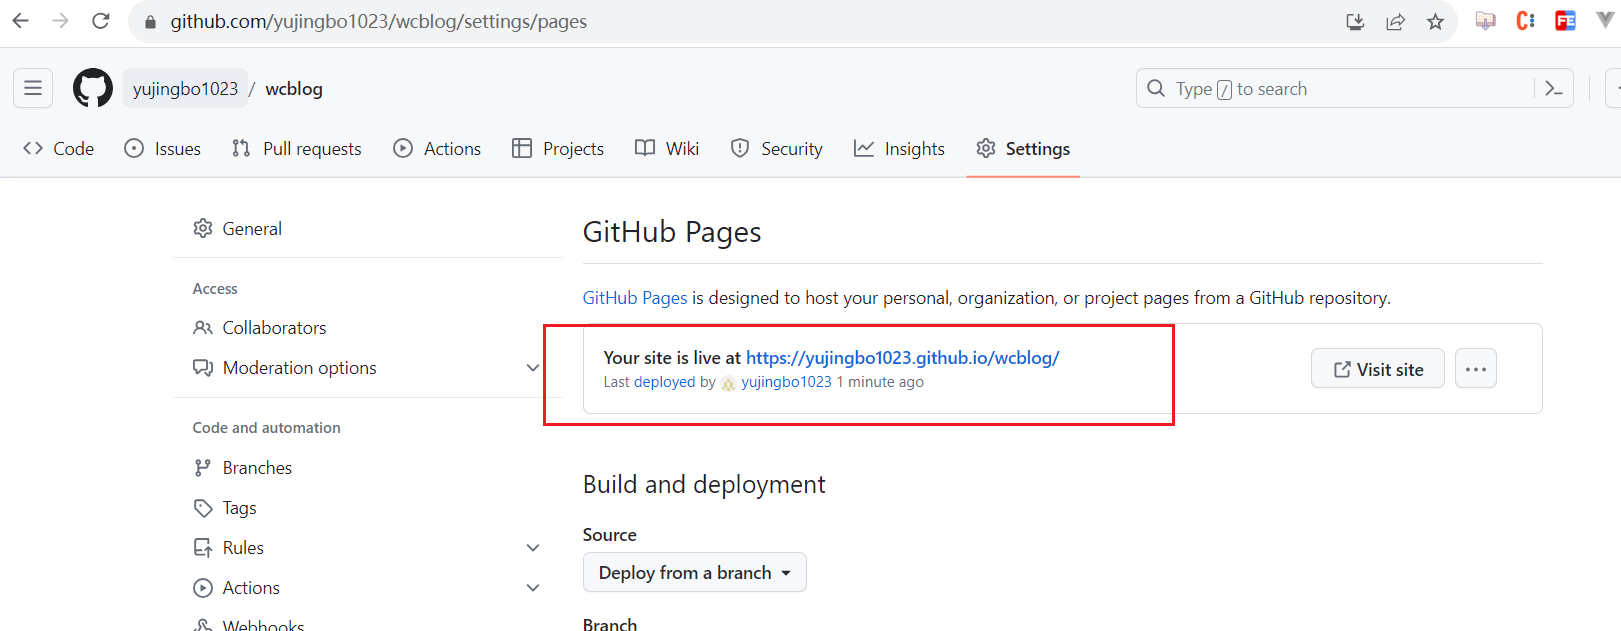 github.com/yujingbo1023/wcblog/settings/pages
yujingbo1023 / wcblog
Type / to search
Code Issues Pull requests Actions Projects Wiki Security Insights Settings
General
Access
Collaborators
Moderation options
Code and automation
Branches
Tags
Rules
Actions
Webhooks
GitHub Pages
GitHub Pages is designed to host your personal, organization, or project pages from a GitHub repository.
Your site is live at https://yujingbo1023.github.io/wcblog/
Last deployed by yujingbo1023 1 minute ago
Visit site
Build and deployment
Source
Deploy from a branch
Branch